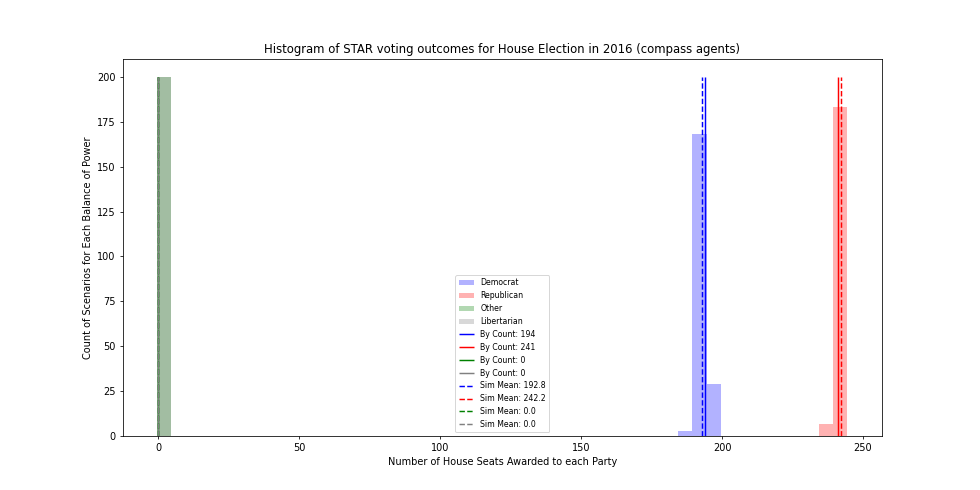 Histogram of STAR voting outcomes for House Election in 2016 (compass agents)
Count of Scenarios for Each Balance of Power
200
175
150
125
100
75
50
25
0
Democrat
Republican
Other
Libertarian
By Count: 194
By Count: 241
By Count: 0
By Count: 0
Sim Mean: 192.8
Sim Mean: 242.2
Sim Mean: 0.0
Sim Mean: 0.0
0 50 100 150 200 250
Number of House Seats Awarded to each Party